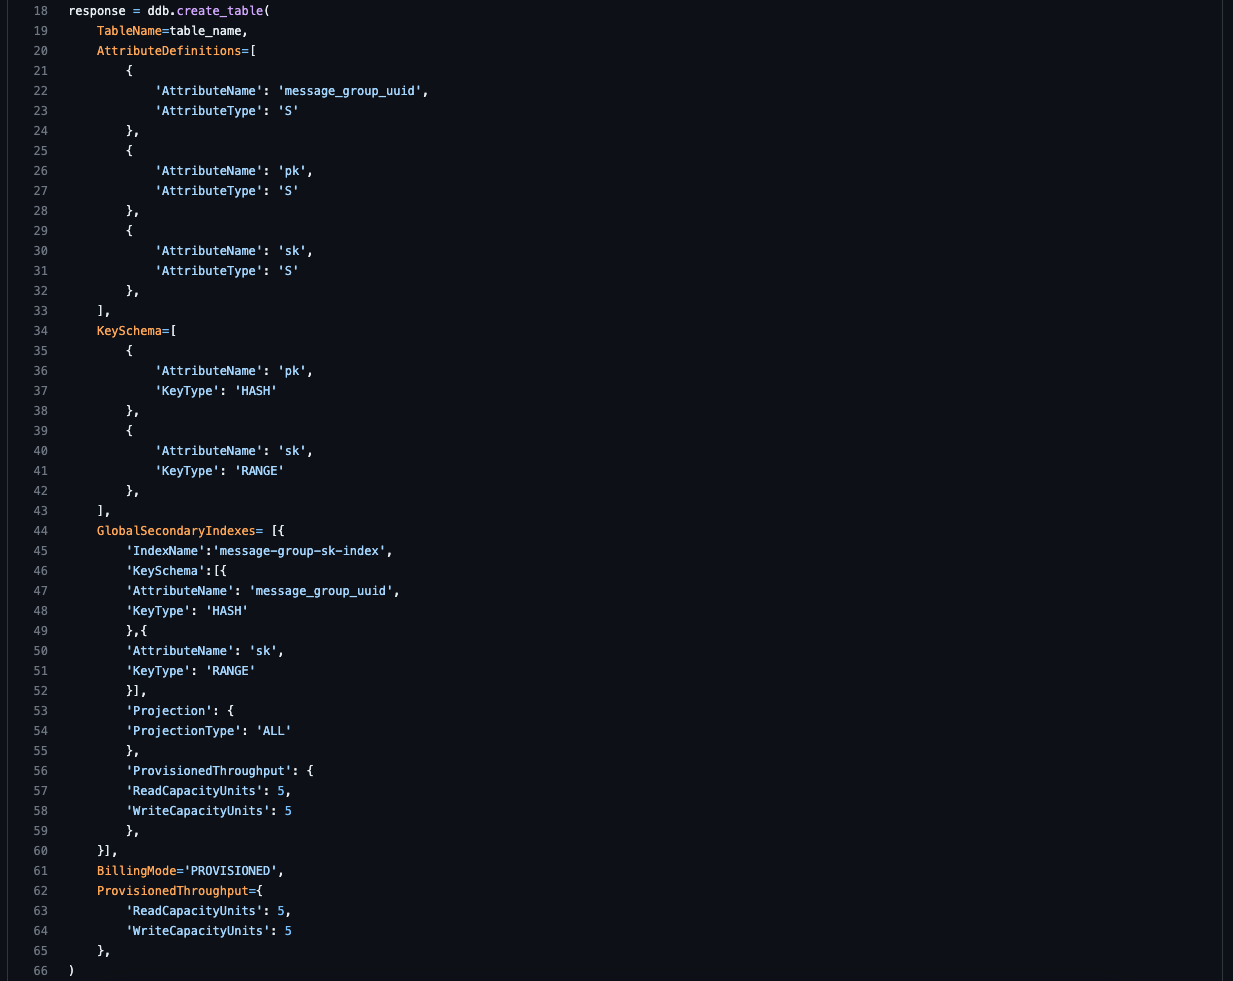 18 response = ddb.create_table(
19     TableName=table_name,
20     AttributeDefinitions=[
21         {
22             'AttributeName': 'message_group_uuid',
23             'AttributeType': 'S'
24         },
25         {
26             'AttributeName': 'pk',
27             'AttributeType': 'S'
28         },
29         {
30             'AttributeName': 'sk',
31             'AttributeType': 'S'
32         },
33     ],
34     KeySchema=[
35         {
36             'AttributeName': 'pk',
37             'KeyType': 'HASH'
38         },
39         {
40             'AttributeName': 'sk',
41             'KeyType': 'RANGE'
42         },
43     ],
44     GlobalSecondaryIndexes= [{
45         'IndexName':'message-group-sk-index',
46         'KeySchema':[{
47         'AttributeName': 'message_group_uuid',
48         'KeyType': 'HASH'
49         },{
50         'AttributeName': 'sk',
51         'KeyType': 'RANGE'
52         }],
53         'Projection': {
54         'ProjectionType': 'ALL'
55         },
56         'ProvisionedThroughput': {
57         'ReadCapacityUnits': 5,
58         'WriteCapacityUnits': 5
59         },
60     }],
61     BillingMode='PROVISIONED',
62     ProvisionedThroughput={
63         'ReadCapacityUnits': 5,
64         'WriteCapacityUnits': 5
65     },
66 )